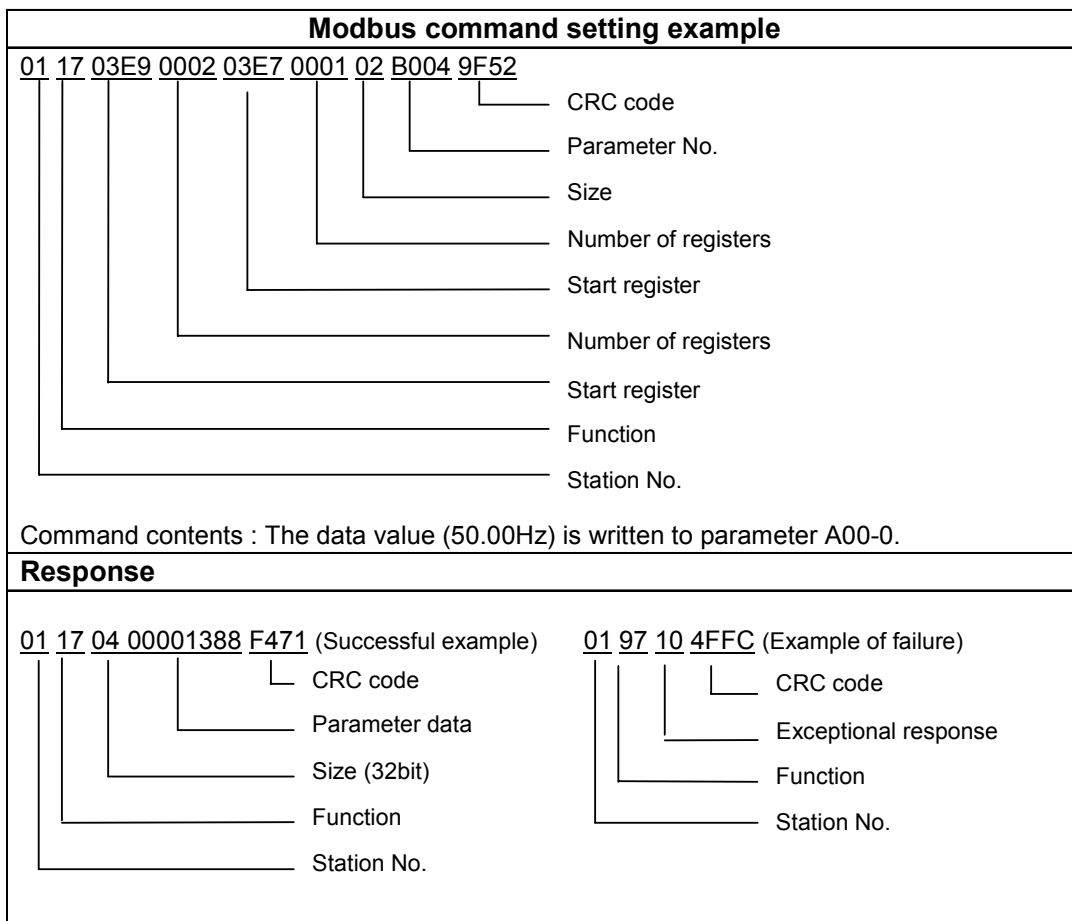 Modbus command setting example
01 17 03E9 0002 03E7 0001 02 B004 9F52
CRC code
Parameter No.
Size
Number of registers
Start register
Number of registers
Start register
Function
Station No.
Command contents : The data value (50.00Hz) is written to parameter A00-0.
Response
01 17 04 00001388 F471 (Successful example)
CRC code
Parameter data
Size (32bit)
Function
Station No.
01 97 10 4FFC (Example of failure)
CRC code
Exceptional response
Function
Station No.